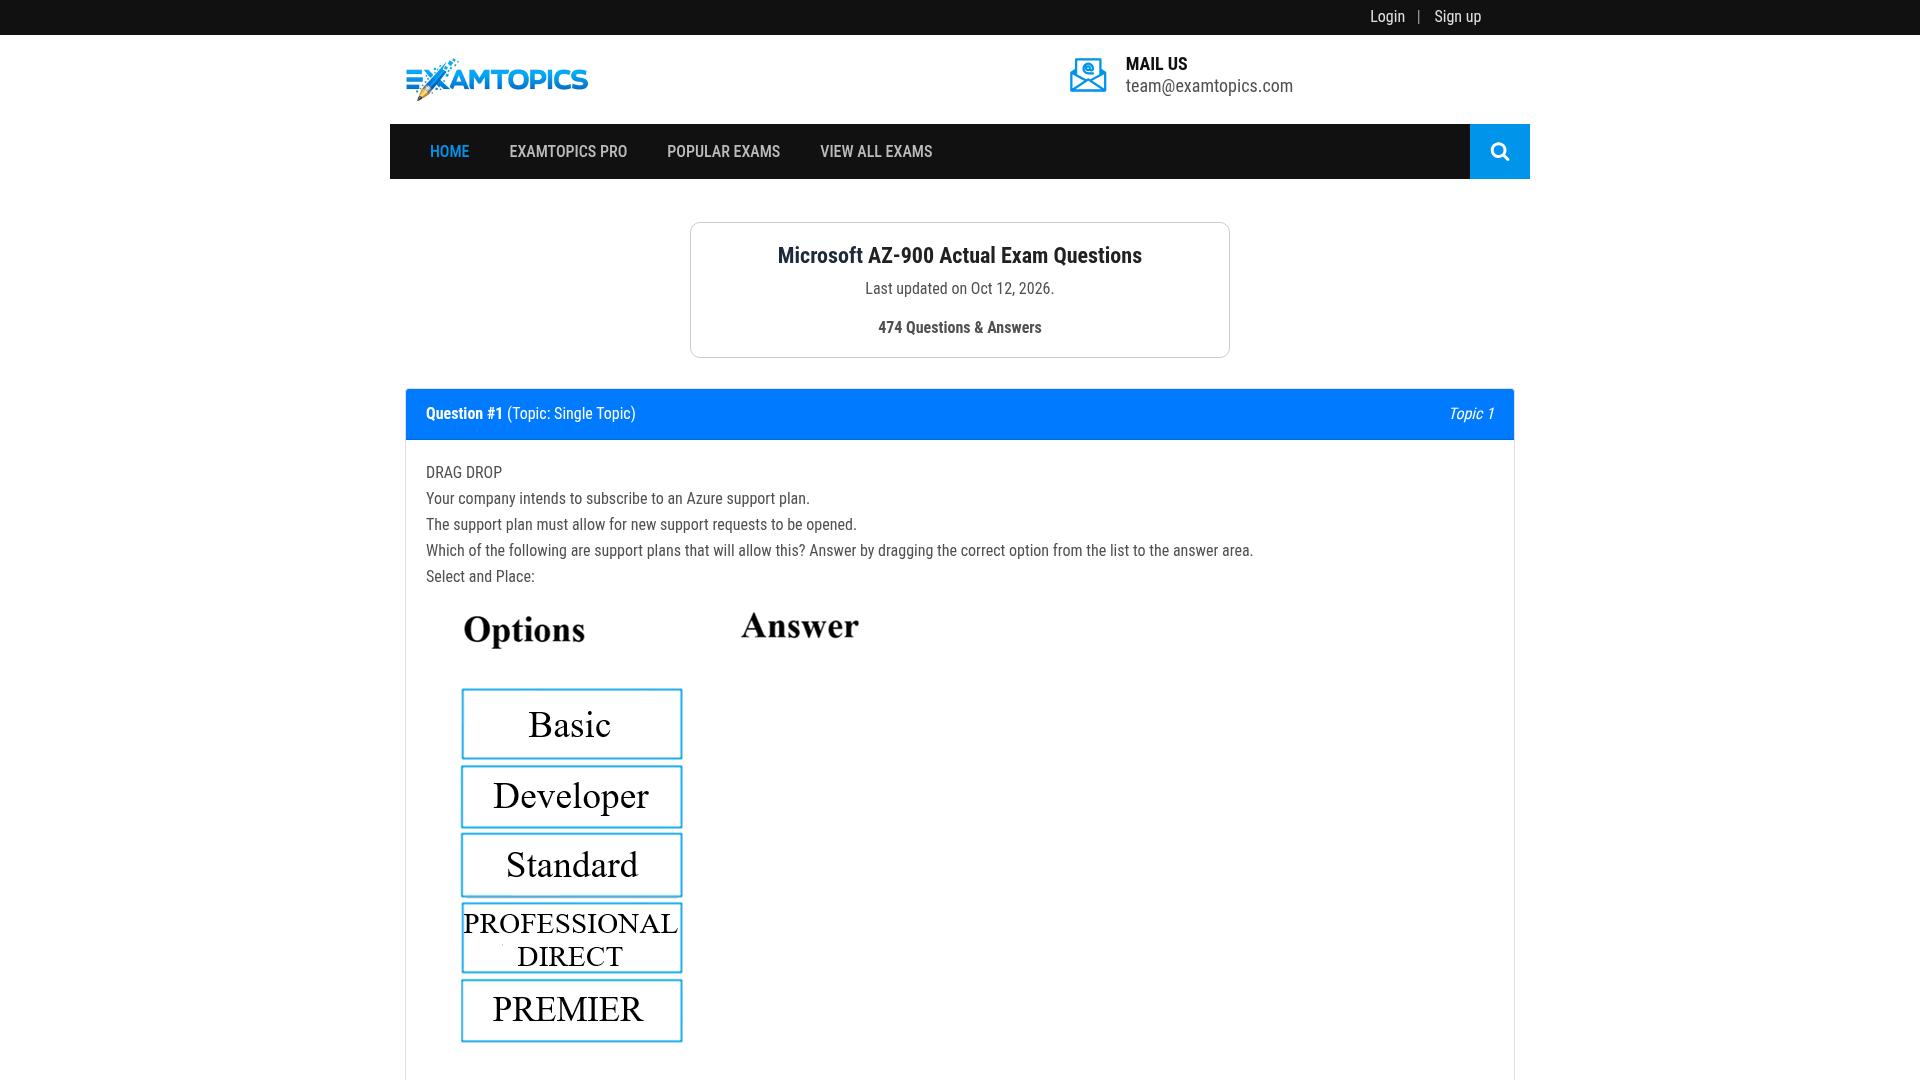 Login | Sign up
EXAMTOPICS
MAIL US
team@examtopics.com
HOME EXAMTOPICS PRO POPULAR EXAMS VIEW ALL EXAMS
Microsoft AZ-900 Actual Exam Questions
Last updated on Oct 12, 2026.
474 Questions & Answers
Question #1 (Topic: Single Topic) Topic 1
DRAG DROP
Your company intends to subscribe to an Azure support plan.
The support plan must allow for new support requests to be opened.
Which of the following are support plans that will allow this? Answer by dragging the correct option from the list to the answer area.
Select and Place:
Options Answer
Basic
Developer
Standard
PROFESSIONAL
DIRECT
PREMIER